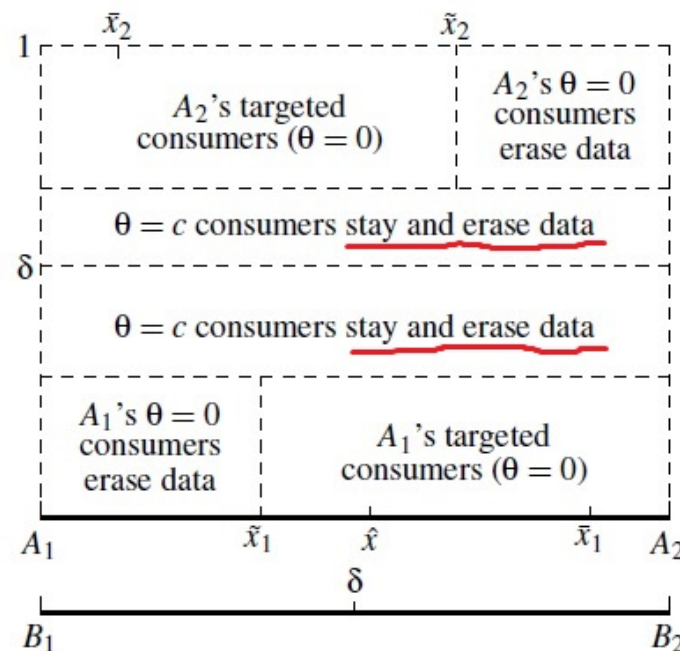 x̄₂ x̃₂
1
A₂'s targeted
consumers (θ = 0)
A₂'s θ = 0
consumers
erase data
θ = c consumers stay and erase data
δ
θ = c consumers stay and erase data
A₁'s θ = 0
consumers
erase data
A₁'s targeted
consumers (θ = 0)
A₁ x̃₁ x̂ x̄₁ A₂
δ
B₁ B₂